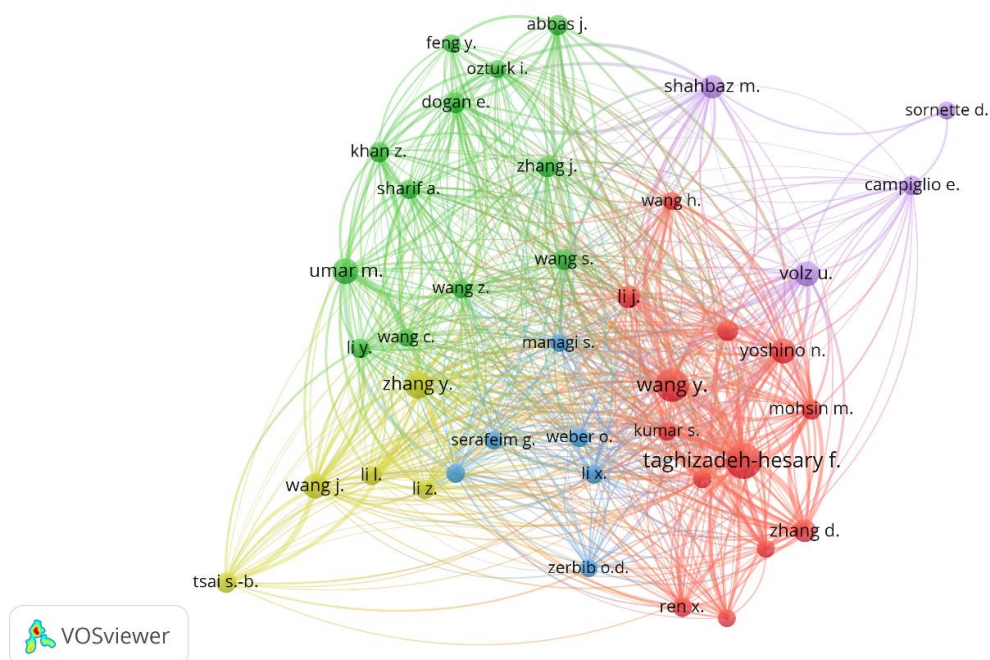 abbas j.
feng y.
ozturk i.
shahbaz m.
dogan e.
sornette d.
khan z.
zhang j.
sharif a.
campiglio e.
wang h.
wang s.
umar m.
volz u.
wang z.
li j.
wang c.
managi s.
li y.
yoshino n.
zhang y.
wang y.
mohsin m.
kumar s.
serafeim g.
weber o.
taghizadeh-hesary f.
li l.
li x.
wang j.
li z.
zhang d.
zerbib o.d.
tsai s.-b.
ren x.
VOSviewer